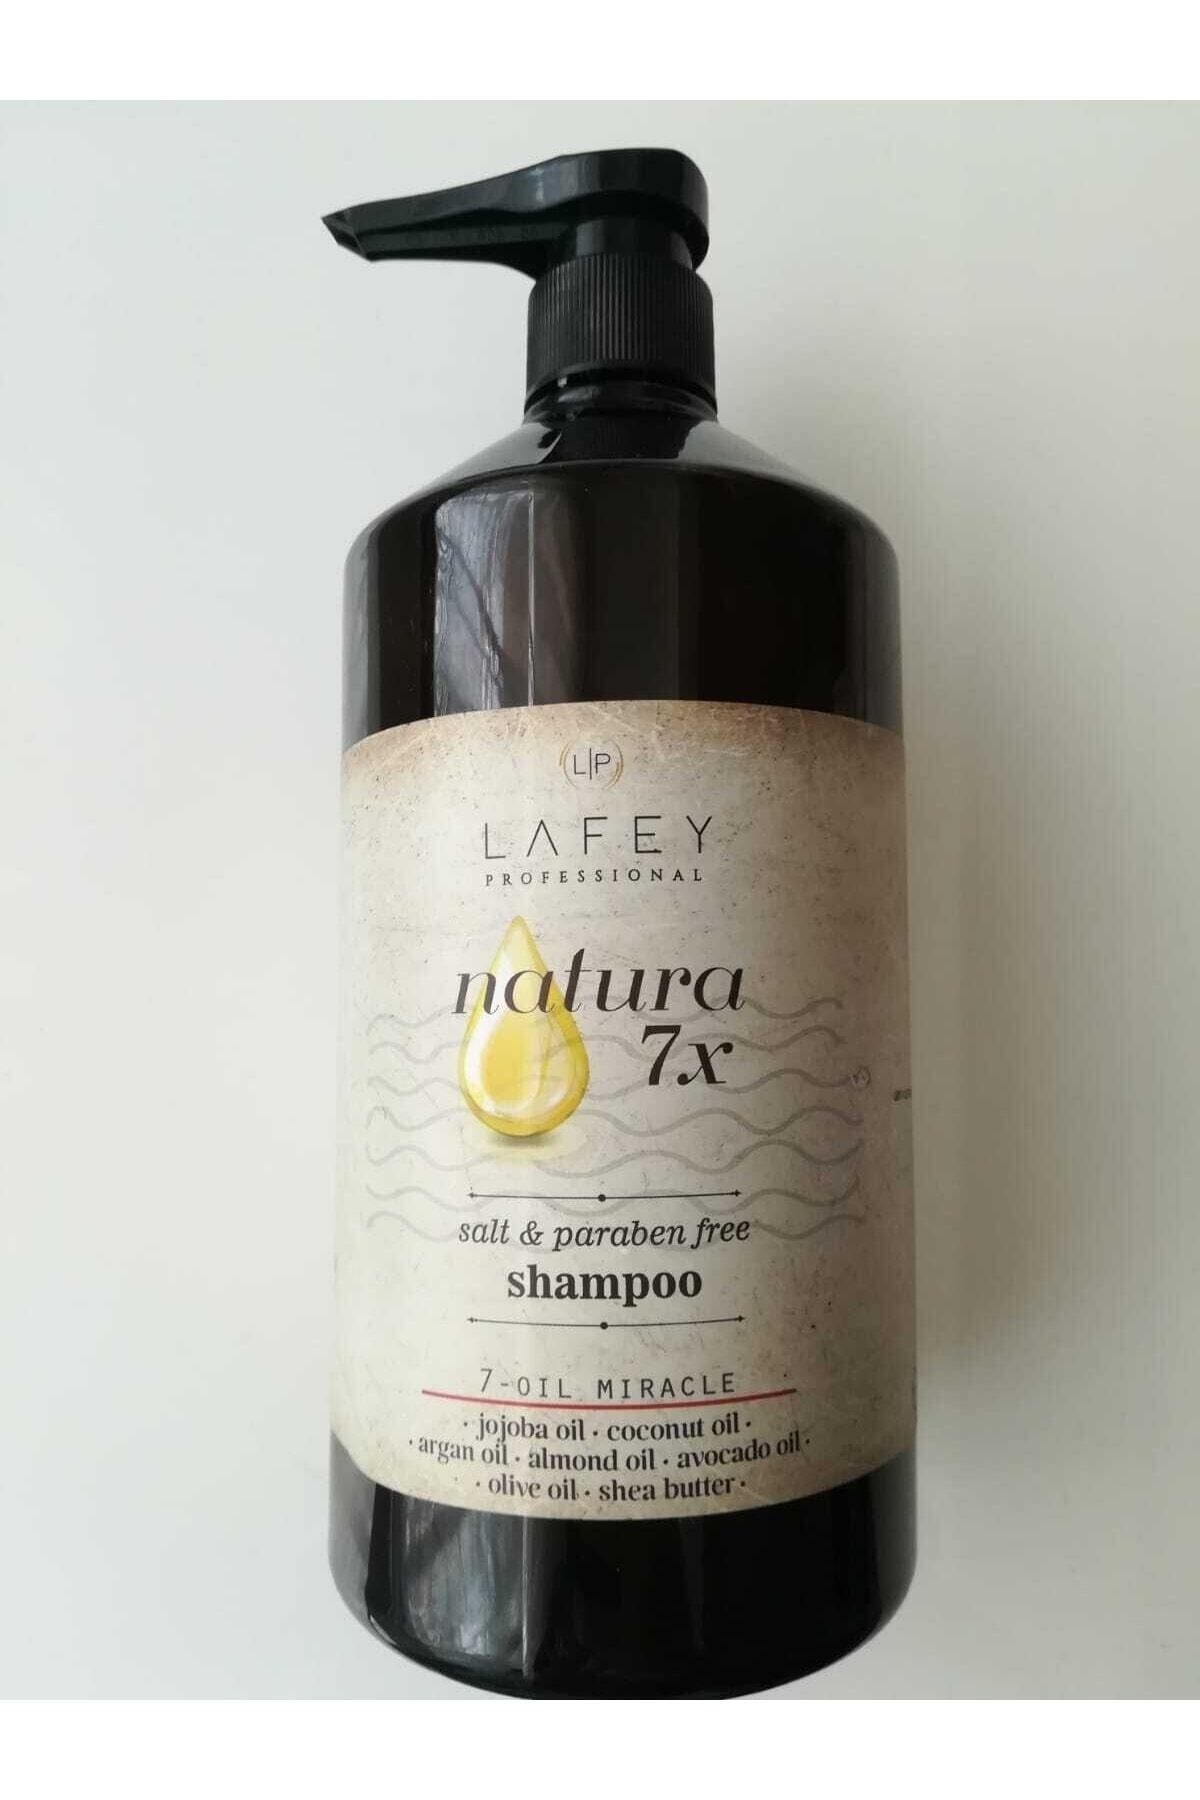 L|P
LAFEY
PROFESSIONAL
natura
7x
salt & paraben free
shampoo
7-OIL MIRACLE
· jojoba oil · coconut oil ·
· argan oil · almond oil · avocado oil ·
· olive oil · shea butter ·